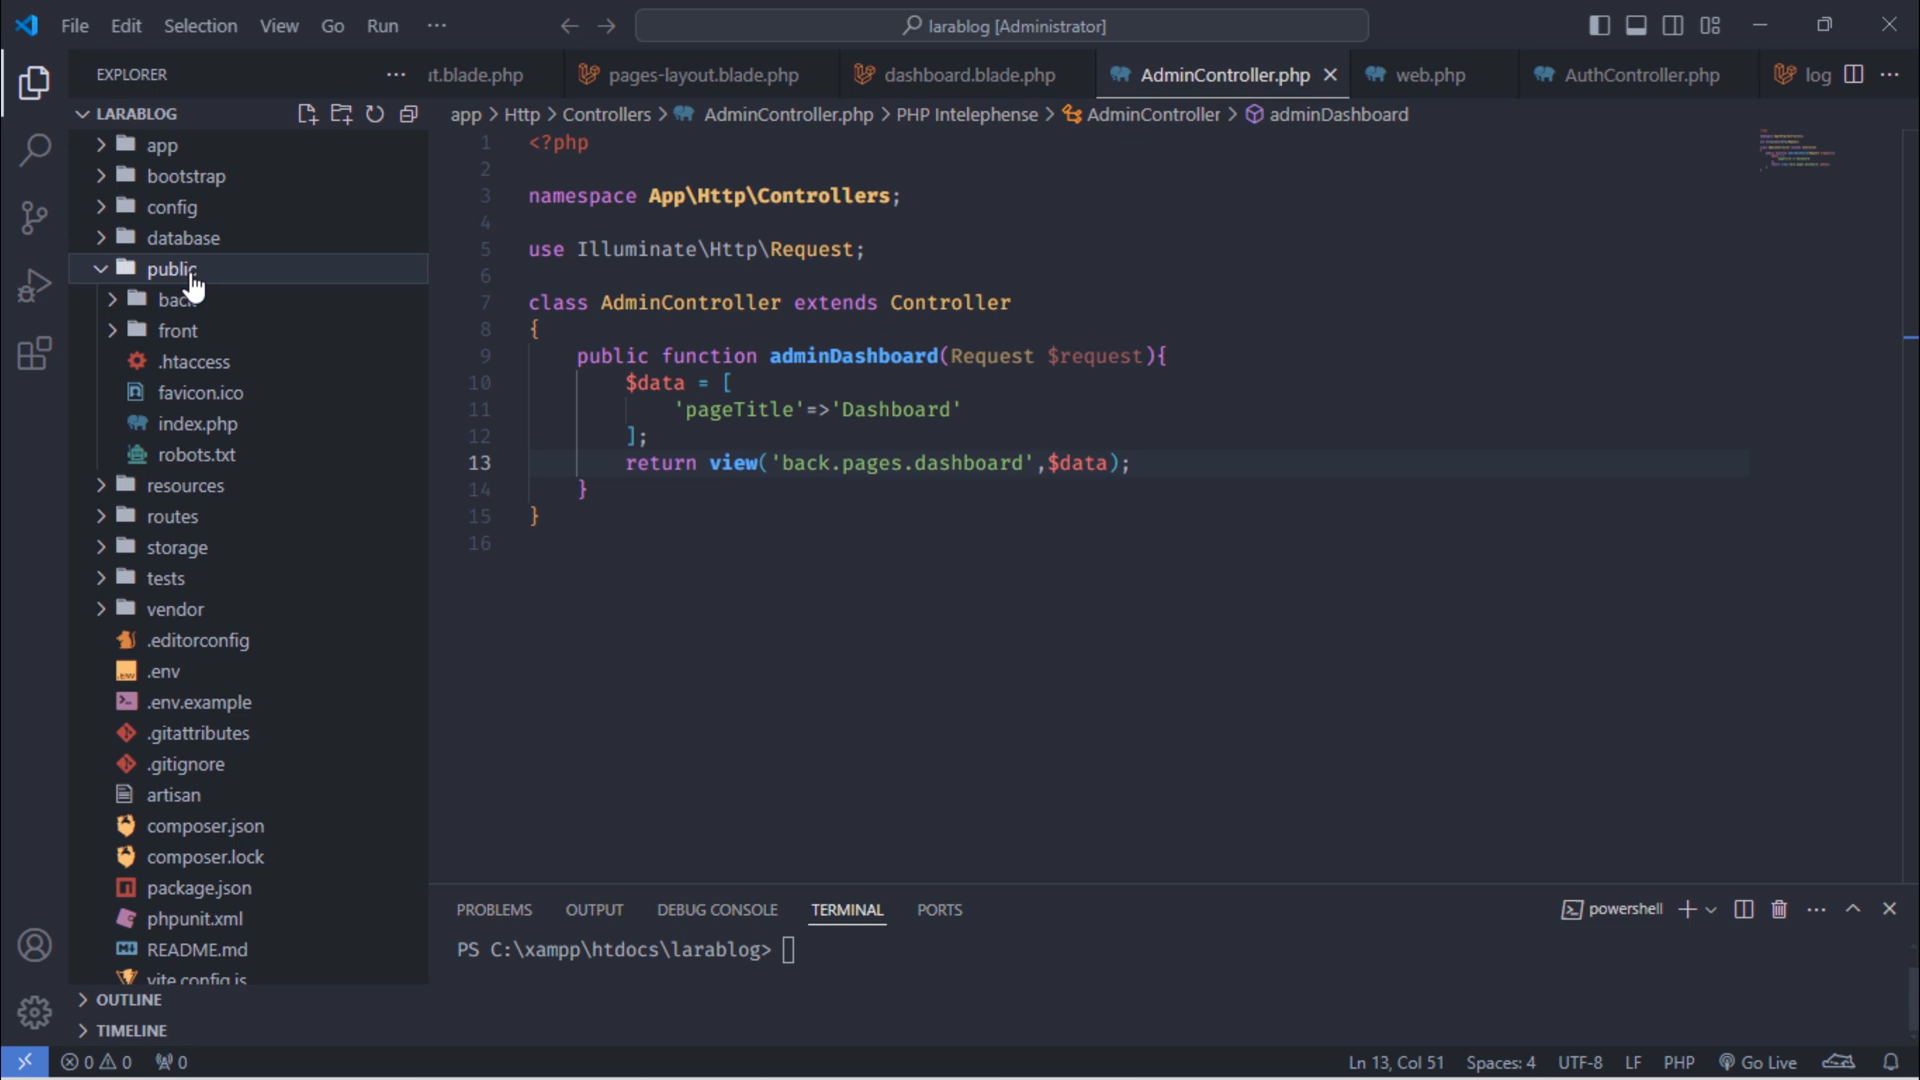 File Edit Selection View Go Run ...
larablog [Administrator]
EXPLORER
...
ut.blade.php
pages-layout.blade.php
dashboard.blade.php
AdminController.php
web.php
AuthController.php
log
LARABLOG
app > Http > Controllers > AdminController.php > PHP Intelephense > AdminController > adminDashboard
app
bootstrap
config
database
public
back
front
.htaccess
favicon.ico
index.php
robots.txt
resources
routes
storage
tests
vendor
.editorconfig
.env
.env.example
.gitattributes
.gitignore
artisan
composer.json
composer.lock
package.json
phpunit.xml
README.md
vite.config.js
OUTLINE
TIMELINE
1 <?php
2
3 namespace App\Http\Controllers;
4
5 use Illuminate\Http\Request;
6
7 class AdminController extends Controller
8 {
9 public function adminDashboard(Request $request){
10 $data = [
11 'pageTitle'=>'Dashboard'
12 ];
13 return view('back.pages.dashboard',$data);
14 }
15 }
16
PROBLEMS OUTPUT DEBUG CONSOLE TERMINAL PORTS
powershell
PS C:\xampp\htdocs\larablog>
0 0 0
Ln 13, Col 51 Spaces: 4 UTF-8 LF PHP Go Live